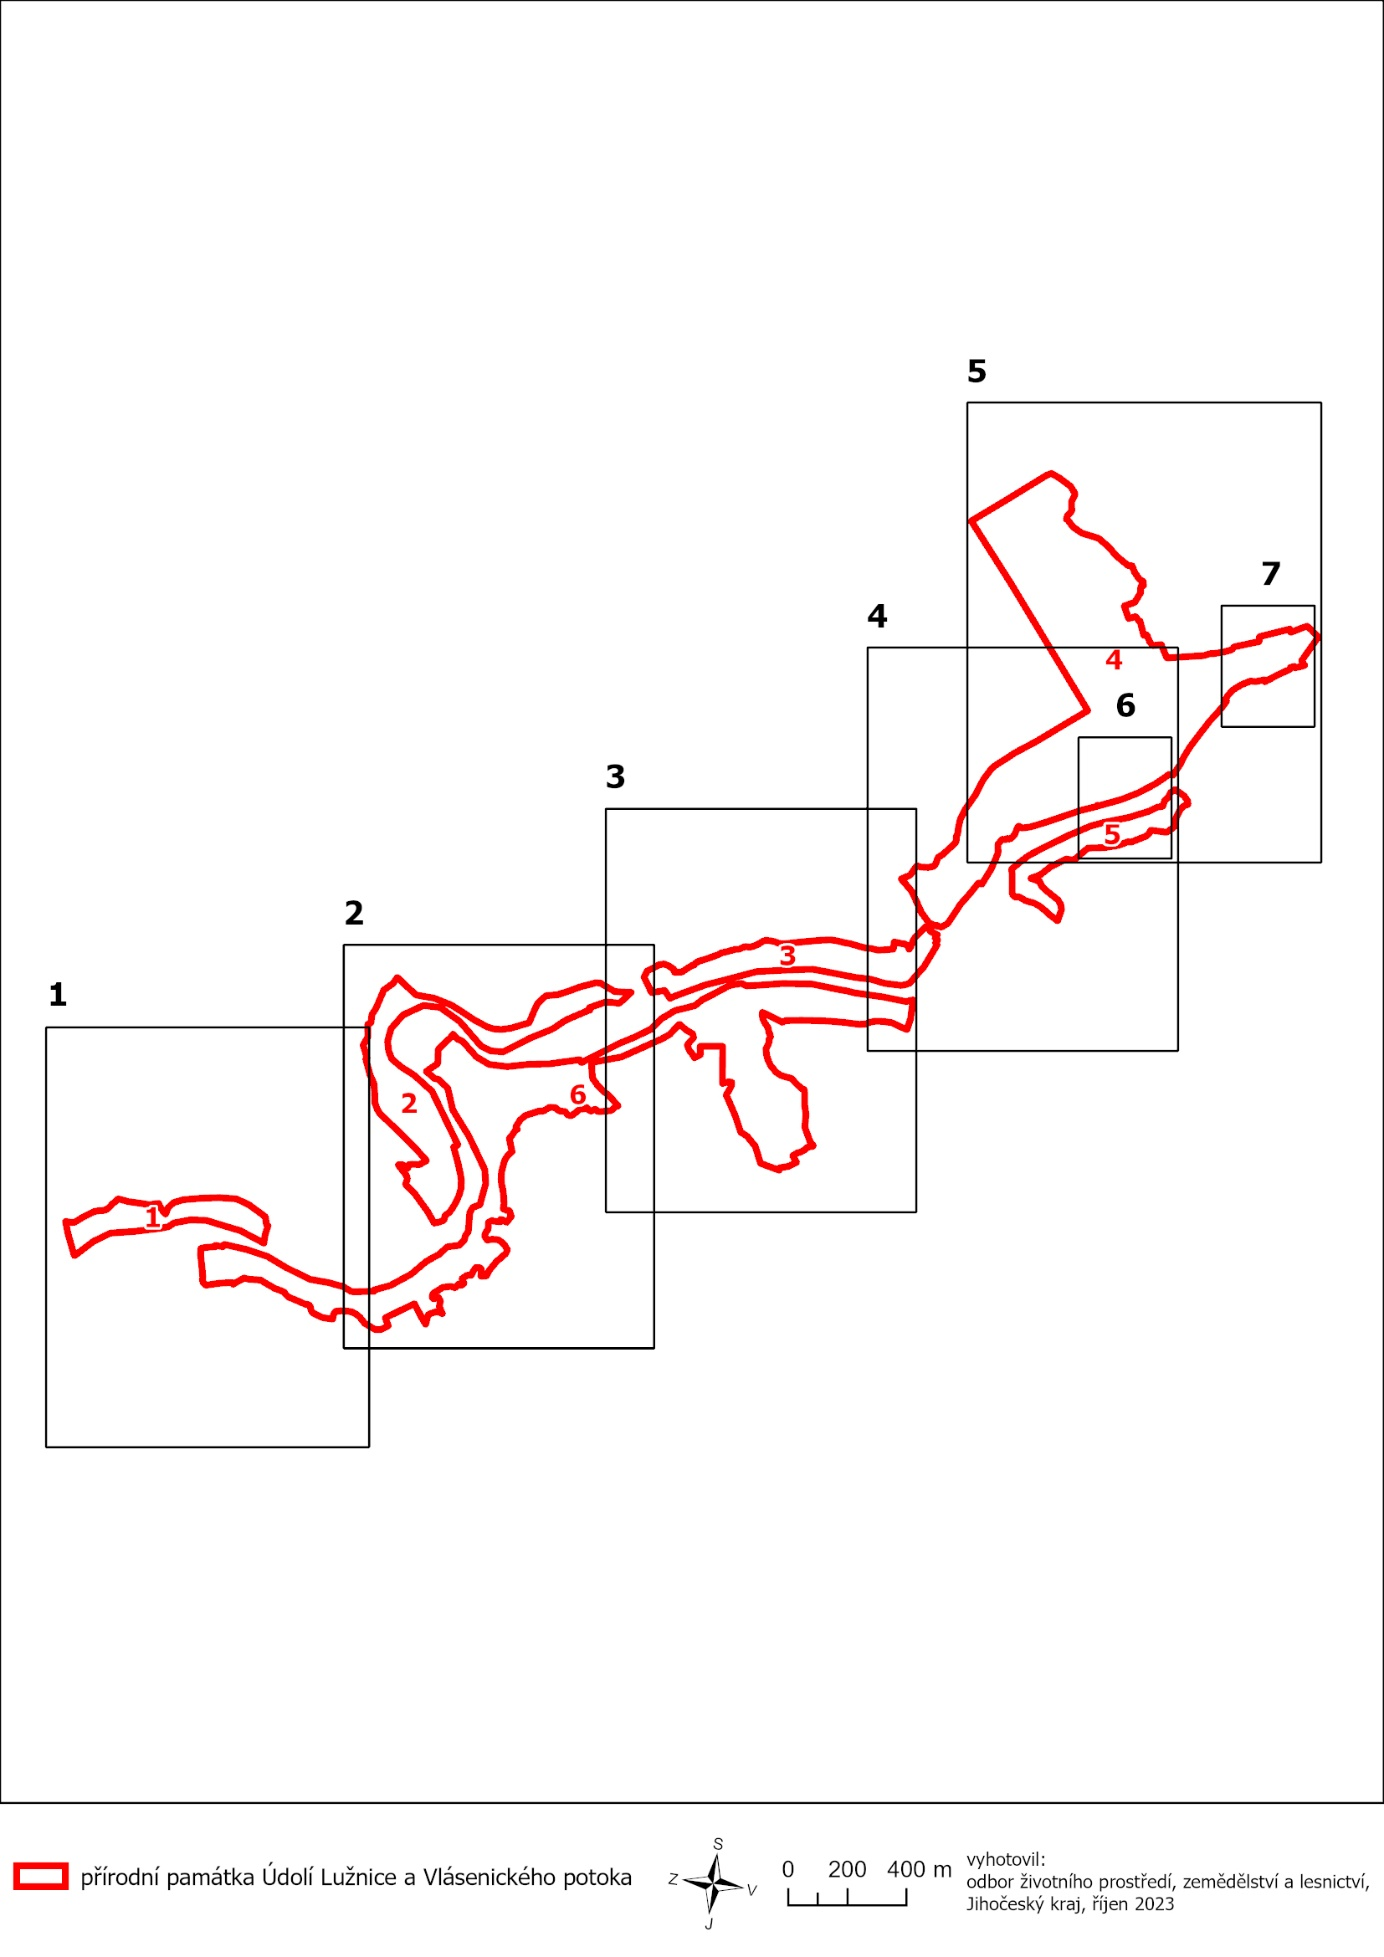 5
7
4
4
6
3
5
2
3
1
6
2
1
přírodní památka Údolí Lužnice a Vlásenického potoka
S
Z
V
J
0 200 400 m
vyhotovil:
odbor životního prostředí, zemědělství a lesnictví,
Jihočeský kraj, říjen 2023